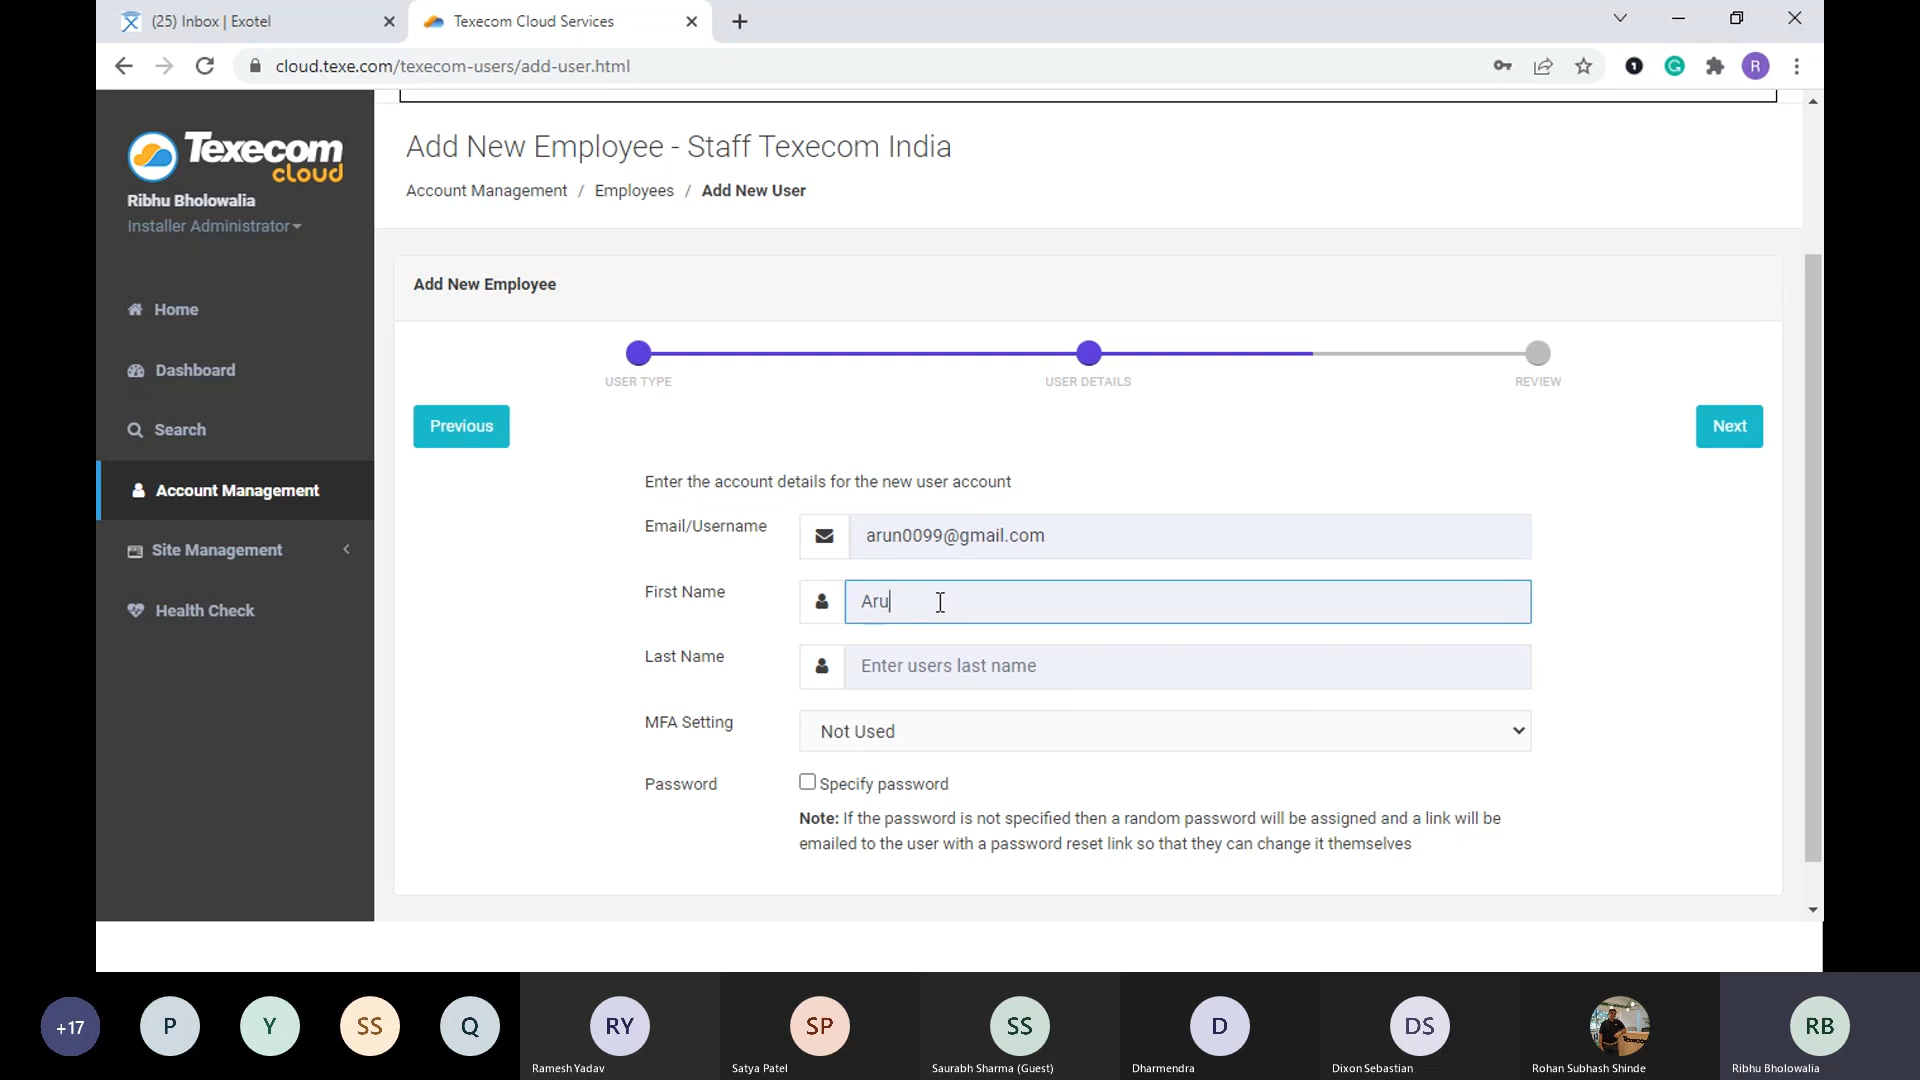 (25) Inbox | Exotel
Texecom Cloud Services
cloud.texe.com/texecom-users/add-user.html
R
Texecom
cloud
Ribhu Bholowalia
Installer Administrator
Home
Dashboard
Search
Account Management
Site Management
Health Check
Add New Employee - Staff Texecom India
Account Management / Employees / Add New User
Add New Employee
USER TYPE
USER DETAILS
REVIEW
Previous
Next
Enter the account details for the new user account
Email/Username
arun0099@gmail.com
First Name
Aru
Last Name
Enter users last name
MFA Setting
Not Used
Password
Specify password
Note: If the password is not specified then a random password will be assigned and a link will be
emailed to the user with a password reset link so that they can change it themselves
+17
P
Y
SS
Q
RY
SP
SS
D
DS
RB
Ramesh Yadav
Satya Patel
Saurabh Sharma (Guest)
Dharmendra
Dixon Sebastian
Rohan Subhash Shinde
Ribhu Bholowalia